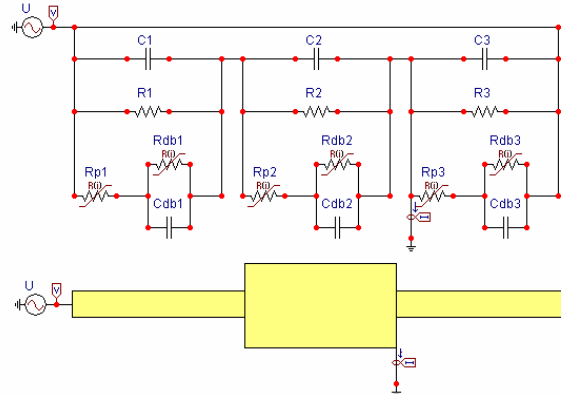 U
V
C1 C2 C3
R1 R2 R3
Rdb1 Rdb2 Rdb3
R(i) R(i) R(i)
Rp1 Rp2 Rp3
R(i) R(i) R(i)
Cdb1 Cdb2 Cdb3
I
U
V
I